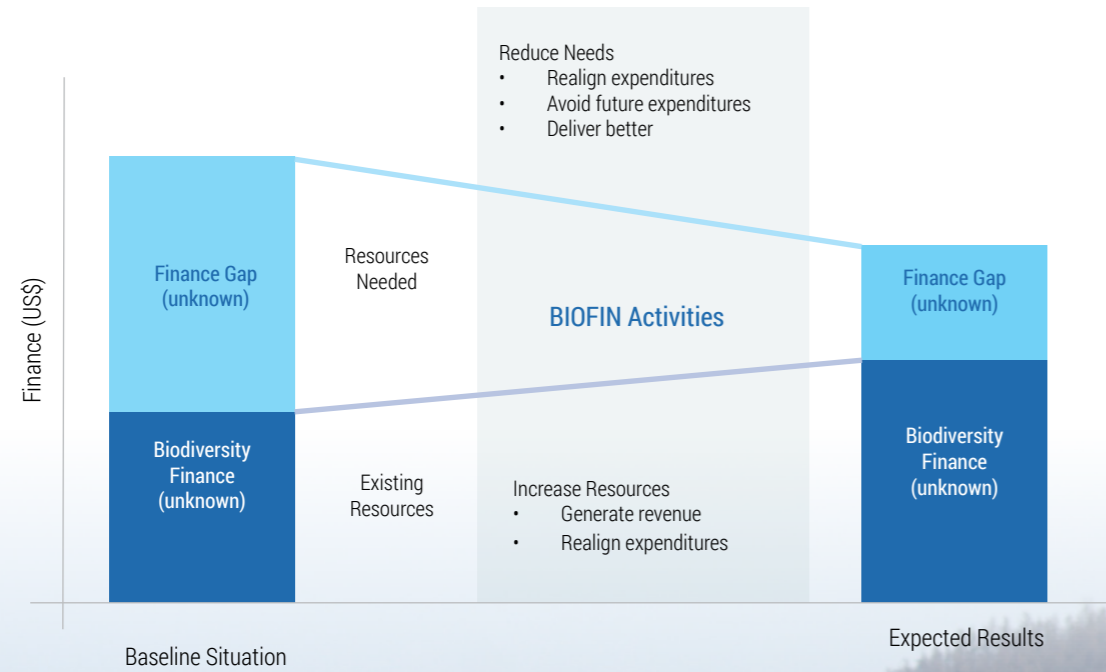 Reduce Needs
• Realign expenditures
• Avoid future expenditures
• Deliver better
Finance (US$)
Finance Gap
(unknown)
Resources
Needed
BIOFIN Activities
Finance Gap
(unknown)
Biodiversity
Finance
(unknown)
Existing
Resources
Increase Resources
• Generate revenue
• Realign expenditures
Biodiversity
Finance
(unknown)
Baseline Situation
Expected Results